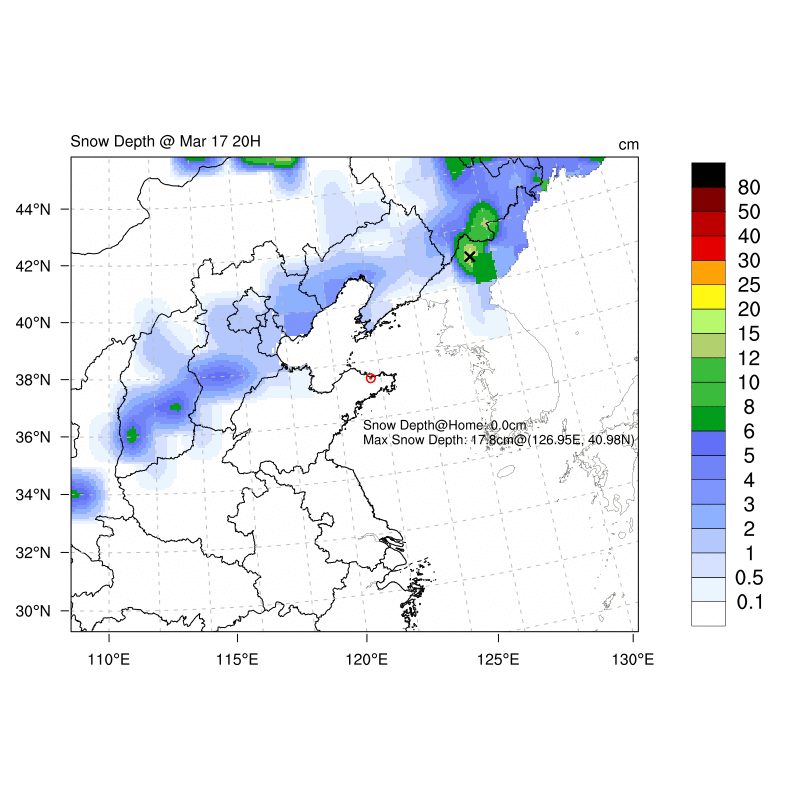 Snow Depth @ Mar 17 20H
cm
44°N
42°N
40°N
38°N
36°N
34°N
32°N
30°N
110°E
115°E
120°E
125°E
130°E
Snow Depth@Home: 0.0cm
Max Snow Depth: 17.8cm@(126.95E, 40.98N)
80
50
40
30
25
20
15
12
10
8
6
5
4
3
2
1
0.5
0.1